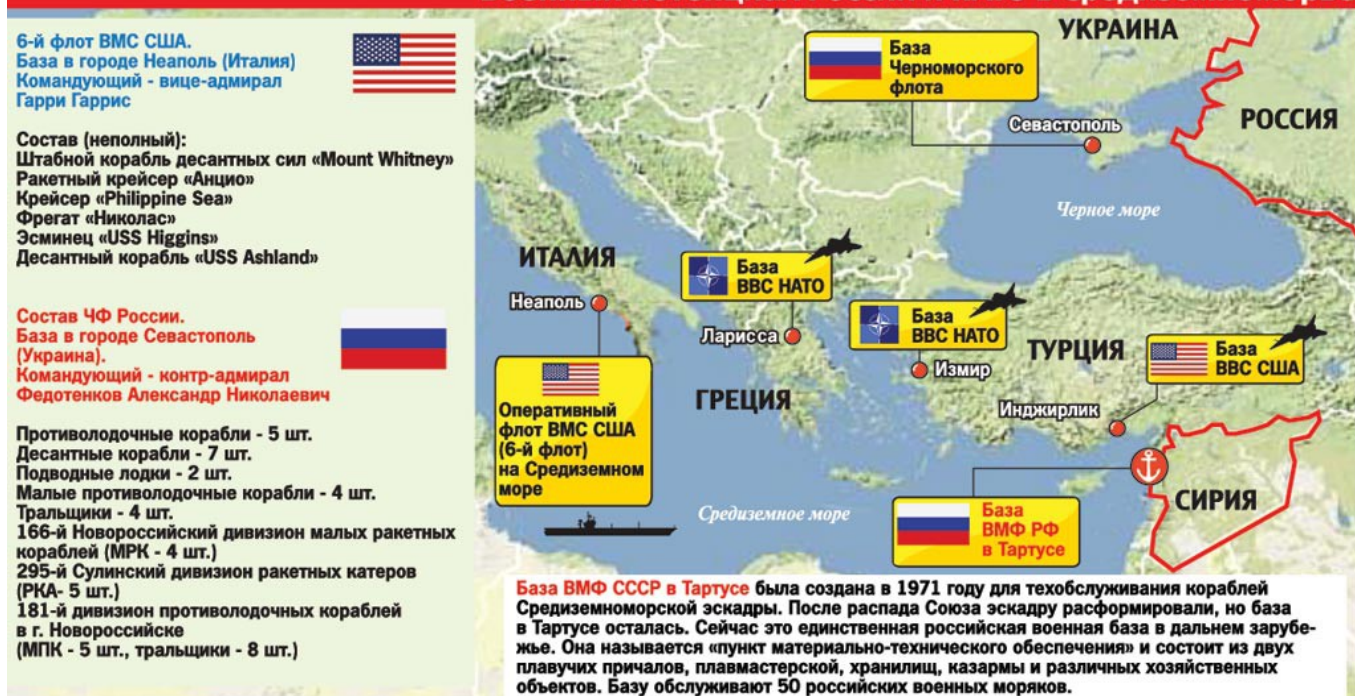 6-й флот ВМС США.
База в городе Неаполь (Италия)
Командующий - вице-адмирал
Гарри Гаррис
Состав (неполный):
Штабной корабль десантных сил «Mount Whitney»
Ракетный крейсер «Анцио»
Крейсер «Philippine Sea»
Фрегат «Николас»
Эсминец «USS Higgins»
Десантный корабль «USS Ashland»
Состав ЧФ России.
База в городе Севастополь
(Украина).
Командующий - контр-адмирал
Федотенков Александр Николаевич
Противолодочные корабли - 5 шт.
Десантные корабли - 7 шт.
Подводные лодки - 2 шт.
Малые противолодочные корабли - 4 шт.
Тральщики - 4 шт.
166-й Новороссийский дивизион малых ракетных
кораблей (МРК - 4 шт.)
295-й Сулинский дивизион ракетных катеров
(РКА- 5 шт.)
181-й дивизион противолодочных кораблей
в г. Новороссийске
(МПК - 5 шт., тральщики - 8 шт.)
УКРАИНА
База
Черноморского
флота
Севастополь
РОССИЯ
Черное море
ИТАЛИЯ
Неаполь
База
ВВС НАТО
Ларисса
База
ВВС НАТО
Измир
ТУРЦИЯ
База
ВВС США
ГРЕЦИЯ
Инджирлик
Оперативный
флот ВМС США
(6-й флот)
на Средиземном
море
Средиземное море
База
ВМФ РФ
в Тартусе
СИРИЯ
База ВМФ СССР в Тартусе была создана в 1971 году для техобслуживания кораблей
Средиземноморской эскадры. После распада Союза эскадру расформировали, но база
в Тартусе осталась. Сейчас это единственная российская военная база в дальнем зарубе-
жье. Она называется «пункт материально-технического обеспечения» и состоит из двух
плавучих причалов, плавмастерской, хранилищ, казармы и различных хозяйственных
объектов. Базу обслуживают 50 российских военных моряков.